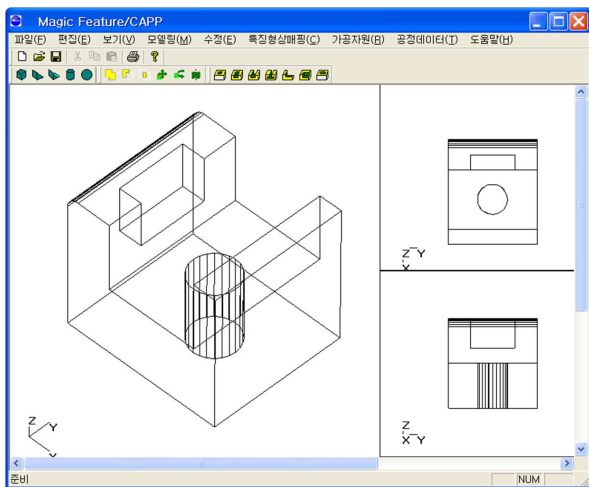 Magic Feature/CAPP
파일(F) 편집(E) 보기(V) 모델링(M) 수정(E) 특징형상매핑(C) 가공자원(R) 공정데이터(T) 도움말(H)
Z Y
X
Z
Y
Z
X Y
준비 NUM